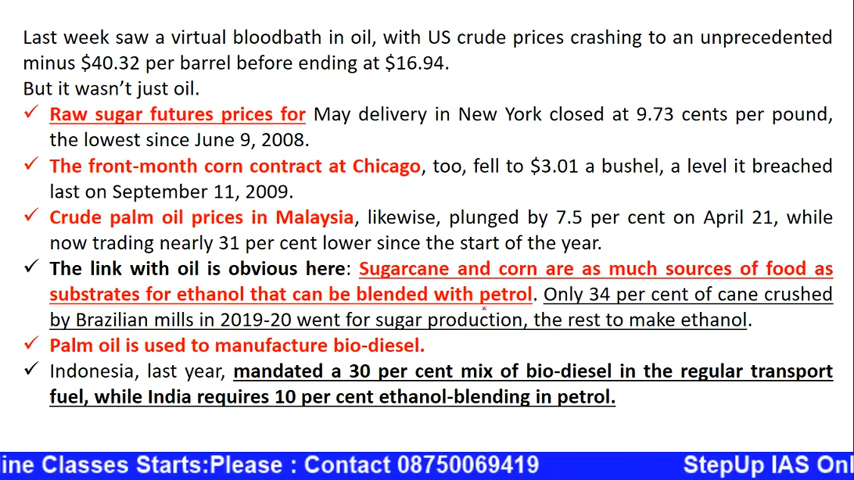 Last week saw a virtual bloodbath in oil, with US crude prices crashing to an unprecedented
minus $40.32 per barrel before ending at $16.94.
But it wasn't just oil.
✓ Raw sugar futures prices for May delivery in New York closed at 9.73 cents per pound,
the lowest since June 9, 2008.
✓ The front-month corn contract at Chicago, too, fell to $3.01 a bushel, a level it breached
last on September 11, 2009.
✓ Crude palm oil prices in Malaysia, likewise, plunged by 7.5 per cent on April 21, while
now trading nearly 31 per cent lower since the start of the year.
✓ The link with oil is obvious here: Sugarcane and corn are as much sources of food as
substrates for ethanol that can be blended with petrol. Only 34 per cent of cane crushed
by Brazilian mills in 2019-20 went for sugar production, the rest to make ethanol.
✓ Palm oil is used to manufacture bio-diesel.
✓ Indonesia, last year, mandated a 30 per cent mix of bio-diesel in the regular transport
fuel, while India requires 10 per cent ethanol-blending in petrol.
ine Classes Starts:Please : Contact 08750069419 StepUp IAS Onl